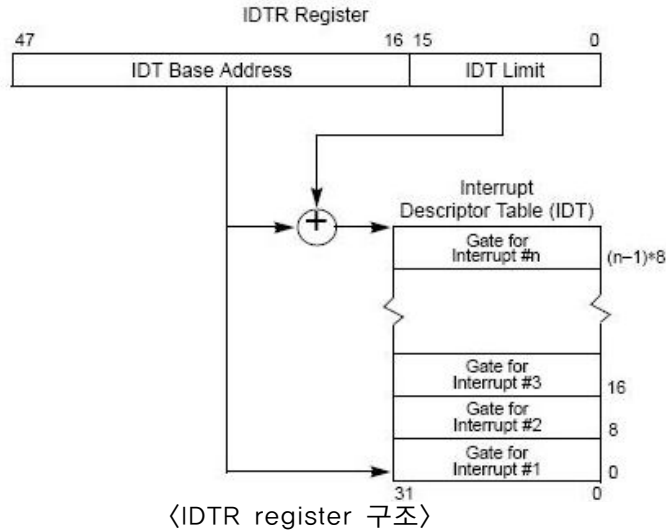 IDTR Register
47 16 15 0
IDT Base Address IDT Limit
+
Interrupt
Descriptor Table (IDT)
Gate for
Interrupt #n
(n–1)*8
Gate for
Interrupt #3
16
Gate for
Interrupt #2
8
Gate for
Interrupt #1
0
31 0
〈IDTR register 구조〉